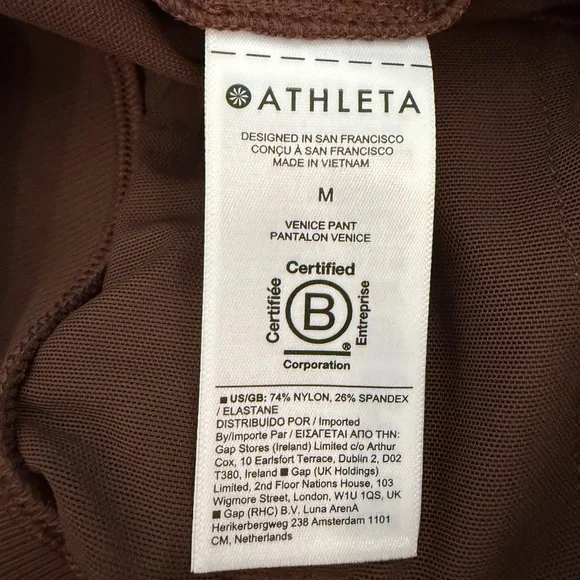 ATHLETA
DESIGNED IN SAN FRANCISCO
CONÇU À SAN FRANCISCO
MADE IN VIETNAM
M
VENICE PANT
PANTALON VENICE
Certified
Certifiée
B
Entreprise
®
Corporation
■ US/GB: 74% NYLON, 26% SPANDEX
/ ELASTANE
DISTRIBUIDO POR / Imported
By/Importe Par / ΕΙΣΑΓΕΤΑΙ ΑΠΟ ΤΗΝ:
Gap Stores (Ireland) Limited c/o Arthur
Cox, 10 Earlsfort Terrace, Dublin 2, D02
T380, Ireland ■ Gap (UK Holdings)
Limited, 2nd Floor Nations House, 103
Wigmore Street, London, W1U 1QS, UK
■ Gap (RHC) B.V. Luna ArenA
Herikerbergweg 238 Amsterdam 1101
CM, Netherlands